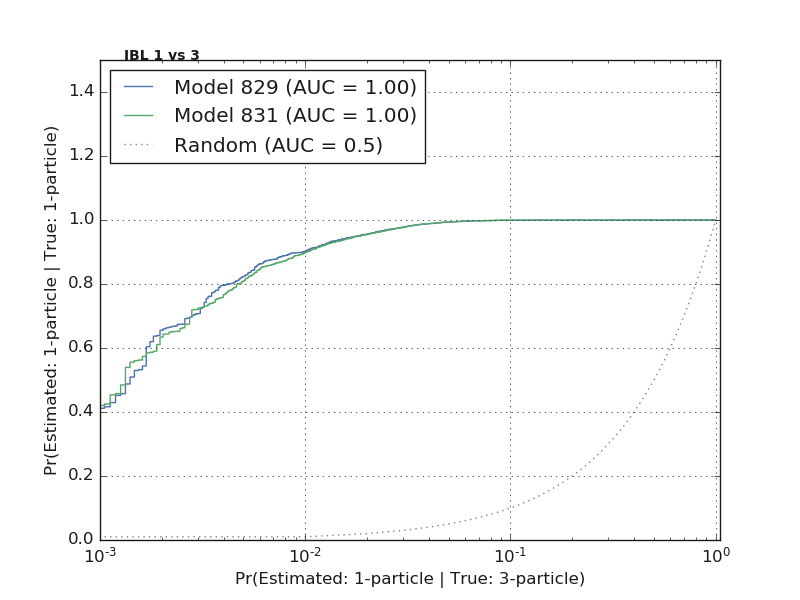 IBL 1 vs 3
Model 829 (AUC = 1.00)
Model 831 (AUC = 1.00)
Random (AUC = 0.5)
Pr(Estimated: 1-particle | True: 1-particle)
1.4
1.2
1.0
0.8
0.6
0.4
0.2
0.0
10^-3 10^-2 10^-1 10^0
Pr(Estimated: 1-particle | True: 3-particle)